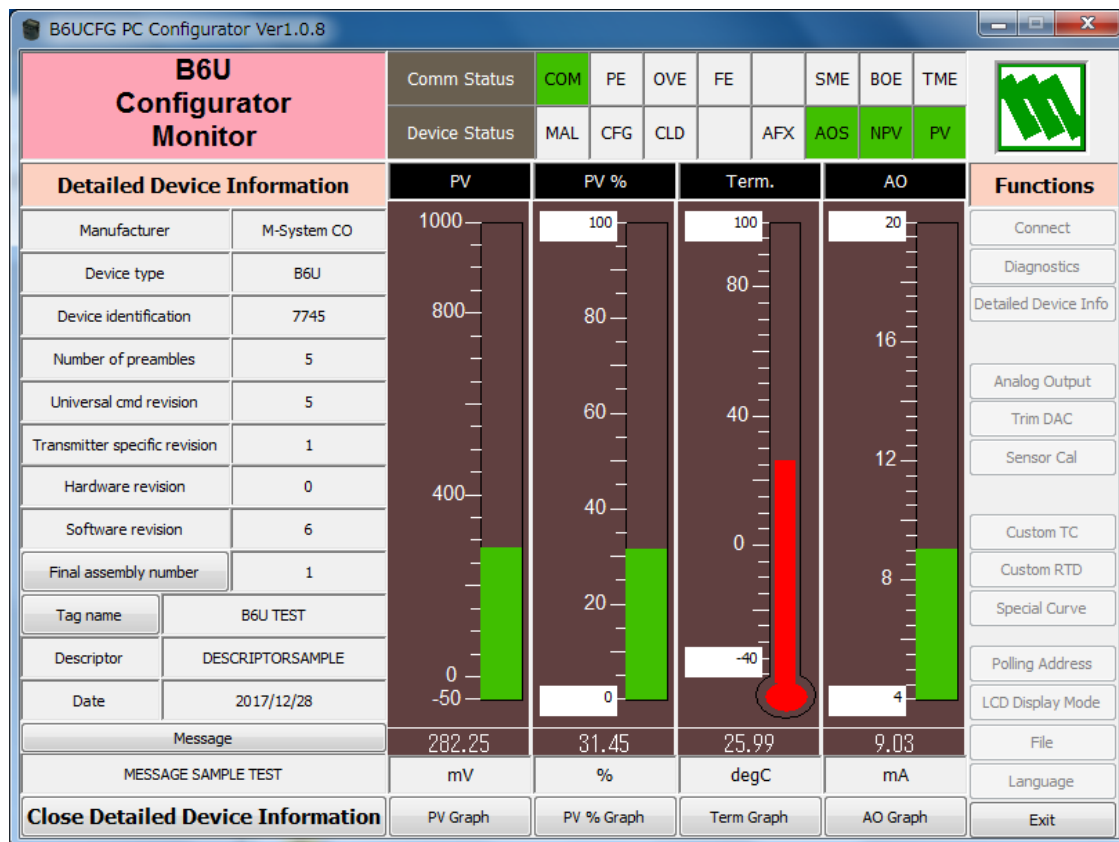 B6UCFG PC Configurator Ver1.0.8
B6U
Configurator
Monitor
Comm Status COM PE OVE FE SME BOE TME
Device Status MAL CFG CLD AFX AOS NPV PV
Detailed Device Information PV PV % Term. AO Functions
Manufacturer M-System CO
Device type B6U
Device identification 7745
Number of preambles 5
Universal cmd revision 5
Transmitter specific revision 1
Hardware revision 0
Software revision 6
Final assembly number 1
Tag name B6U TEST
Descriptor DESCRIPTORSAMPLE
Date 2017/12/28
Message
MESSAGE SAMPLE TEST
Close Detailed Device Information
1000
800
400
0
-50
282.25
mV
PV Graph
100
80
60
40
20
0
31.45
%
PV % Graph
100
80
40
0
-40
25.99
degC
Term Graph
20
16
12
8
4
9.03
mA
AO Graph
Connect
Diagnostics
Detailed Device Info
Analog Output
Trim DAC
Sensor Cal
Custom TC
Custom RTD
Special Curve
Polling Address
LCD Display Mode
File
Language
Exit